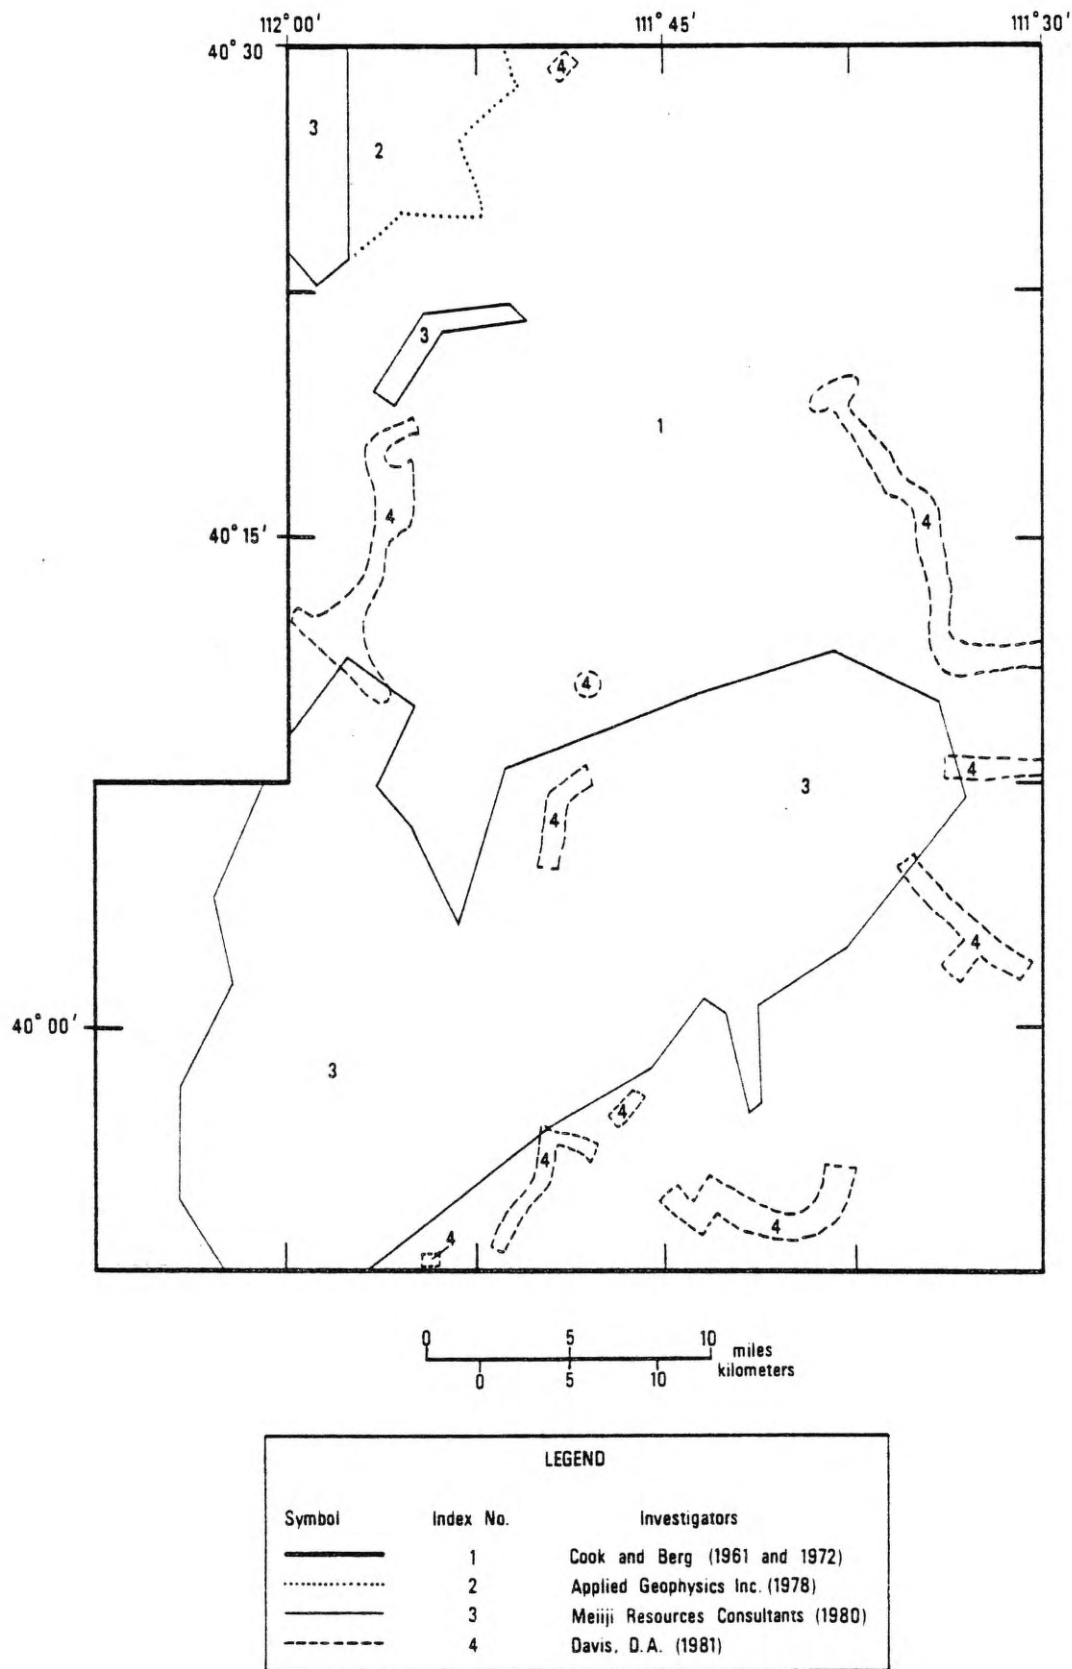 112°00' 111°45' 111°30'
40°30'
4
3
2
3
1
4
4
40°15'
4
4
3
4
4
40°00'
3
4
4
4
4
0 5 10 miles
0 5 10 kilometers
LEGEND
Symbol Index No. Investigators
1 Cook and Berg (1961 and 1972)
2 Applied Geophysics Inc. (1978)
3 Meiiji Resources Consultants (1980)
4 Davis, D.A. (1981)